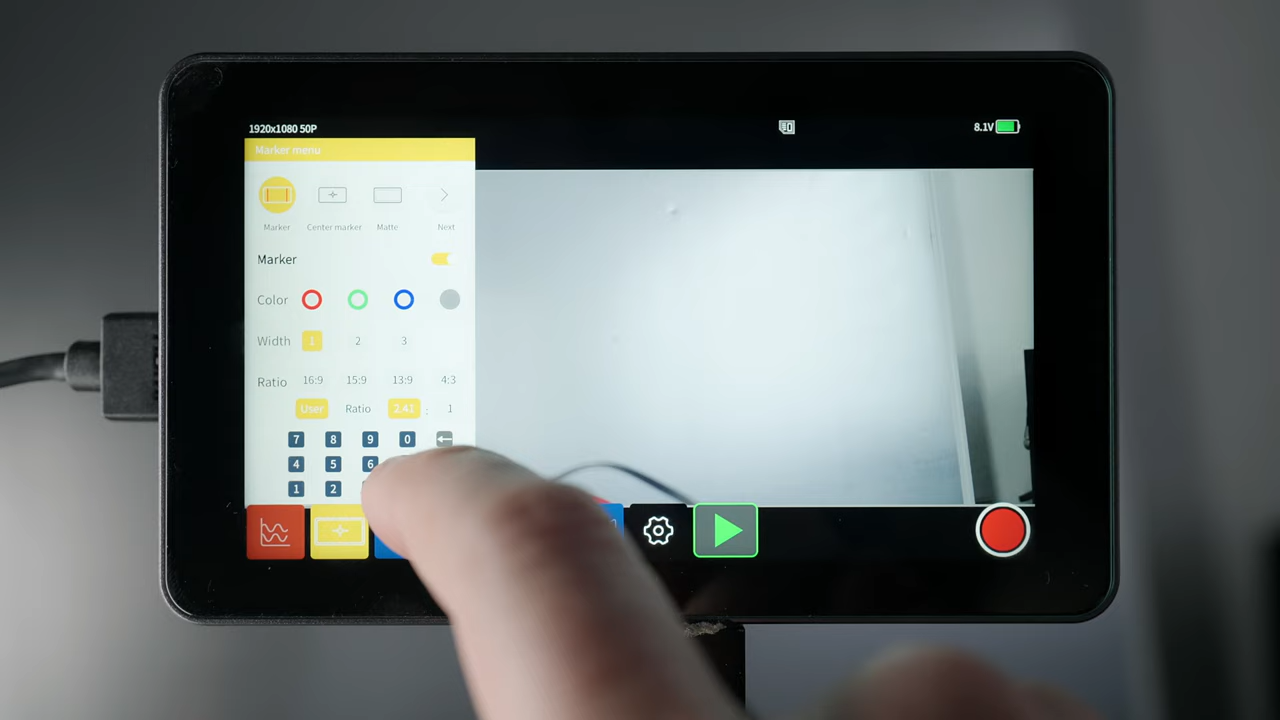 1920x1080 50P
8.1V
Marker menu
Marker Center marker Matte Next
Marker
Color
Width 1 2 3
Ratio 16:9 15:9 13:9 4:3
User Ratio 2.41 : 1
7 8 9 0
4 5 6
1 2